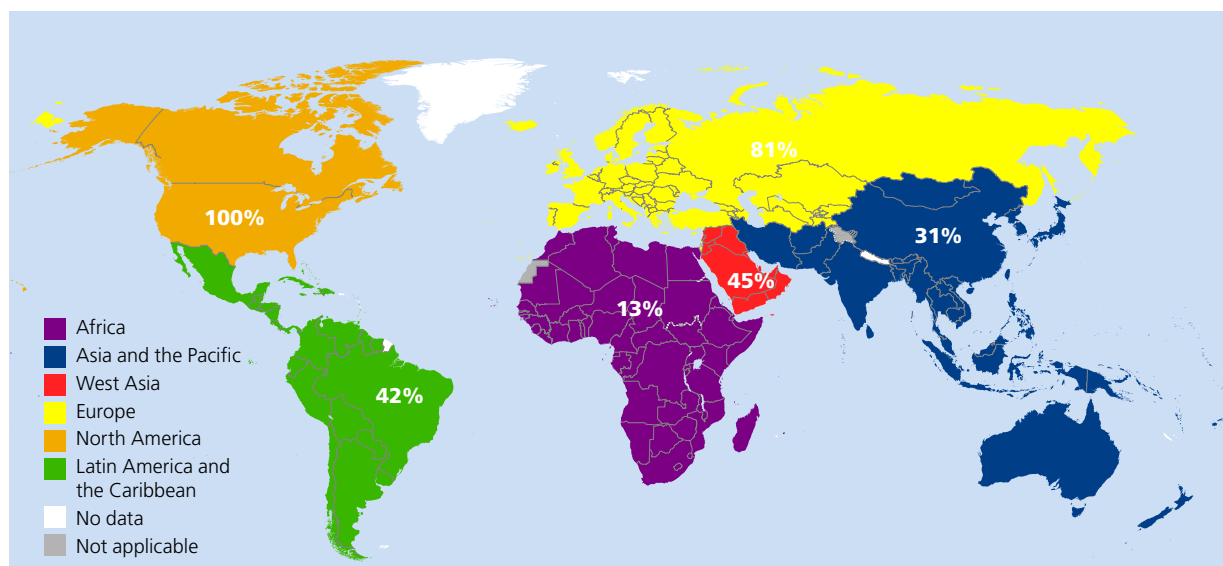 81%
100%
31%
45%
13%
42%
Africa
Asia and the Pacific
West Asia
Europe
North America
Latin America and
the Caribbean
No data
Not applicable